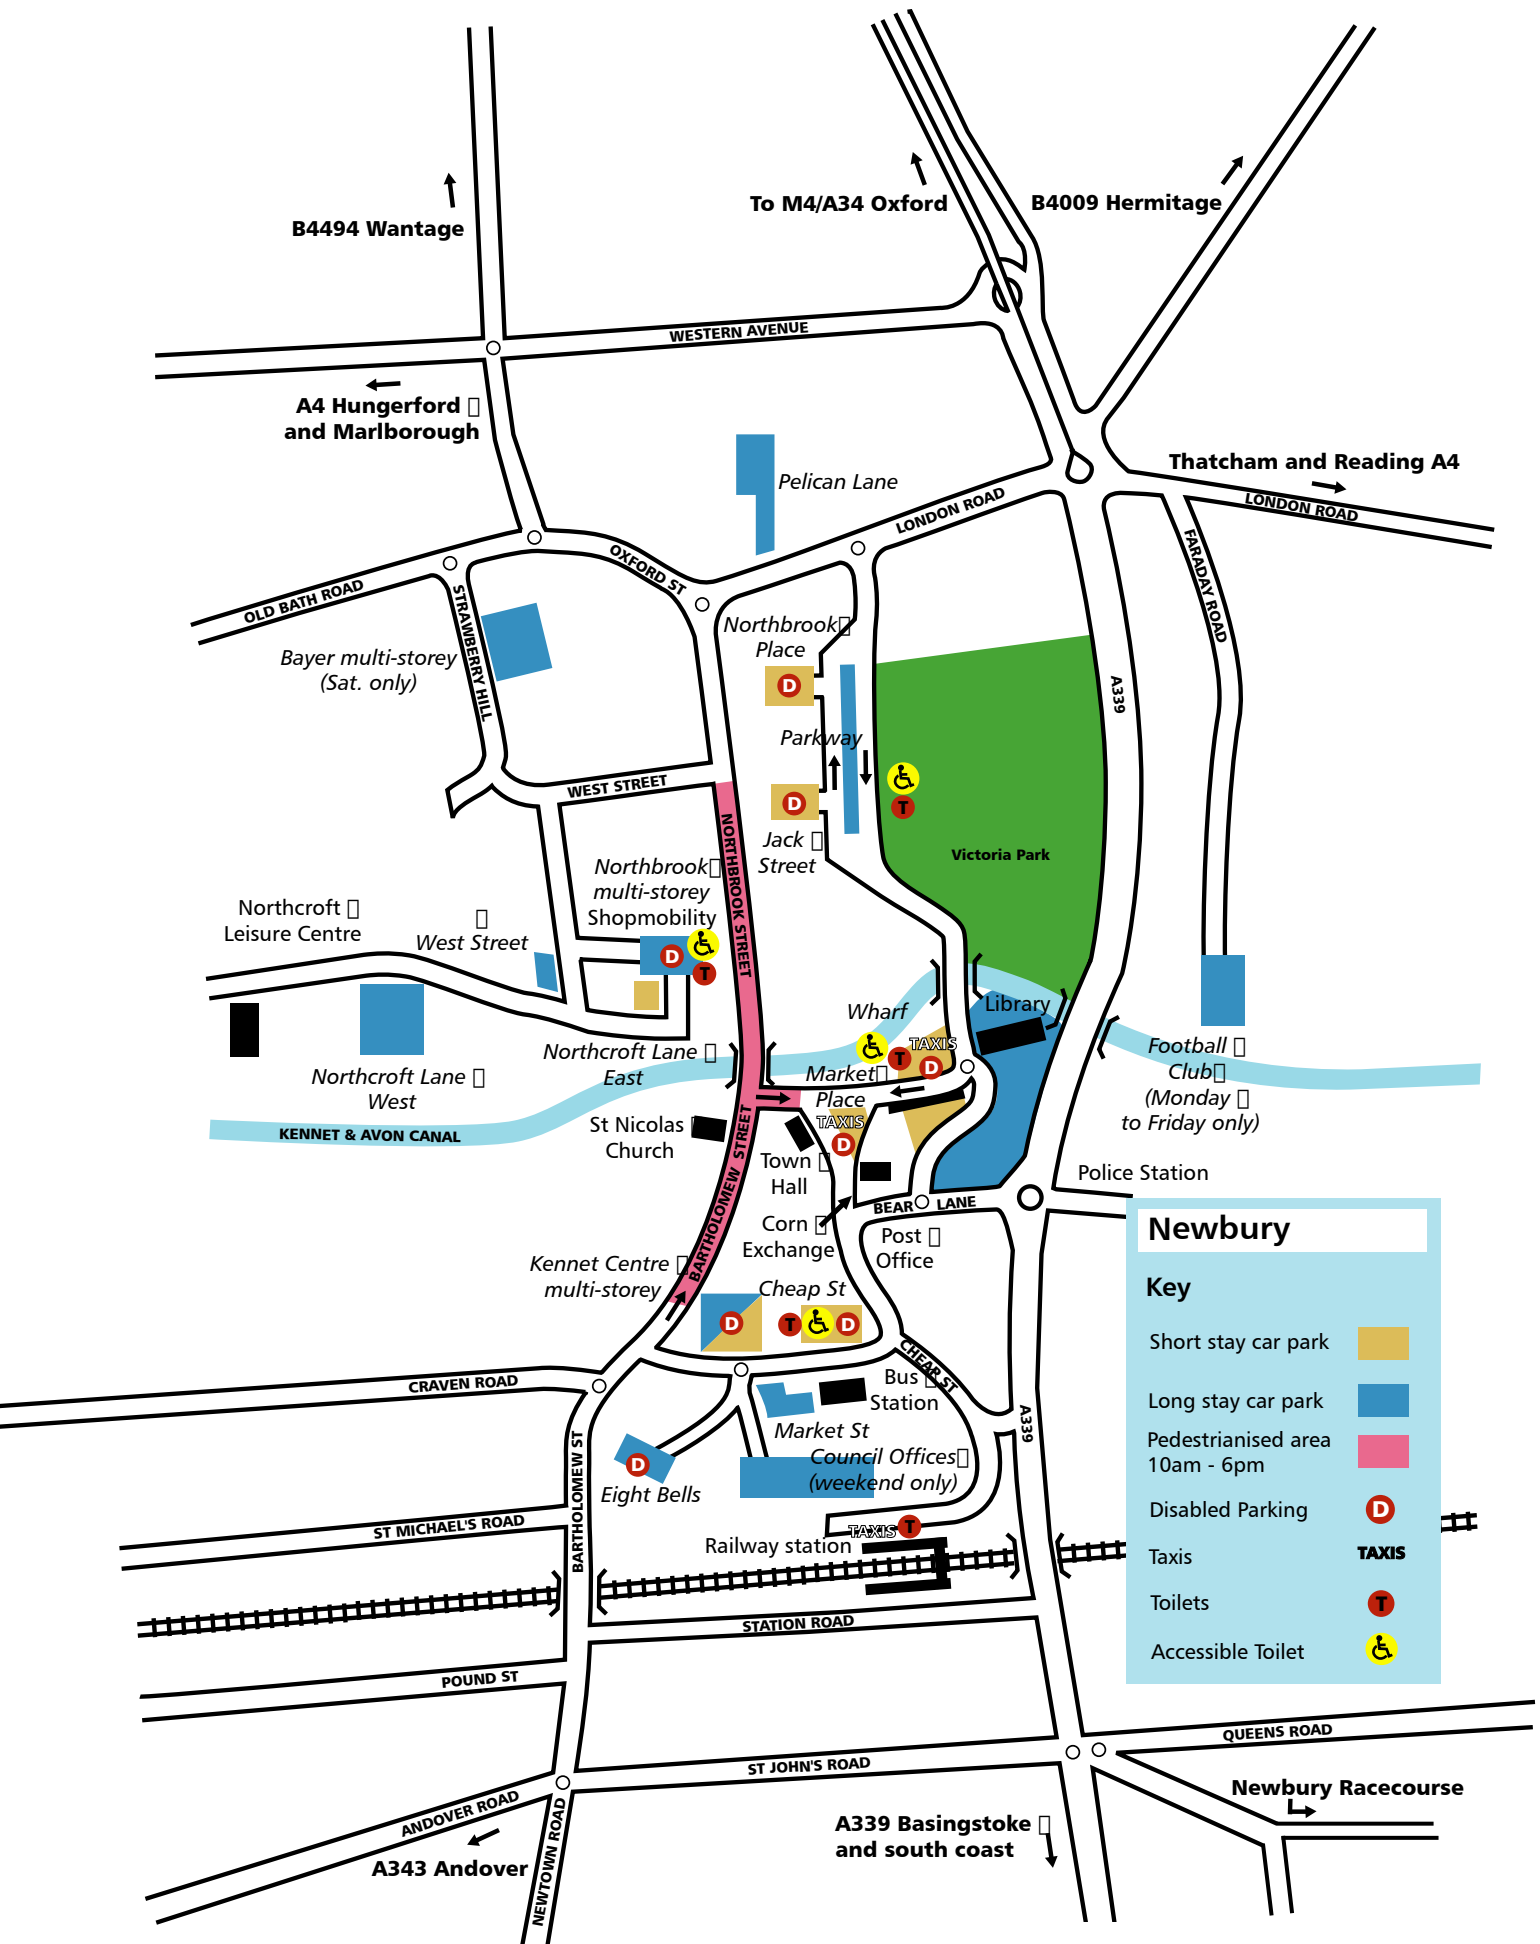 To M4/A34 Oxford
B4009 Hermitage
B4494 Wantage
WESTERN AVENUE
A4 Hungerford
and Marlborough
Thatcham and Reading A4
LONDON ROAD
Pelican Lane
LONDON ROAD
FARADAY ROAD
OXFORD ST
OLD BATH ROAD
STRAWBERRY HILL
Northbrook
Place
Bayer multi-storey
(Sat. only)
D
A339
Parkway
WEST STREET
D
T
NORTHBROOK STREET
Jack
Street
Victoria Park
Northbrook
multi-storey
Shopmobility
Northcroft
Leisure Centre
West Street
D
T
Wharf
Library
TAXIS
T
D
Northcroft Lane
East
Football
Club
(Monday
to Friday only)
Northcroft Lane
West
Market
Place
TAXIS
D
KENNET & AVON CANAL
St Nicolas
Church
BARTHOLOMEW STREET
Town
Hall
Police Station
BEAR LANE
Corn
Exchange
Post
Office
Kennet Centre
multi-storey
Cheap St
D
T
D
CHEAP ST
CRAVEN ROAD
Bus
Station
A339
Market St
BARTHOLOMEW ST
D
Council Offices
(weekend only)
Eight Bells
ST MICHAEL'S ROAD
TAXIS
T
Railway station
STATION ROAD
POUND ST
ST JOHN'S ROAD
QUEENS ROAD
Newbury Racecourse
ANDOVER ROAD
NEWTOWN ROAD
A343 Andover
A339 Basingstoke
and south coast
Newbury
Key
Short stay car park
Long stay car park
Pedestrianised area
10am - 6pm
Disabled Parking D
Taxis TAXIS
Toilets T
Accessible Toilet